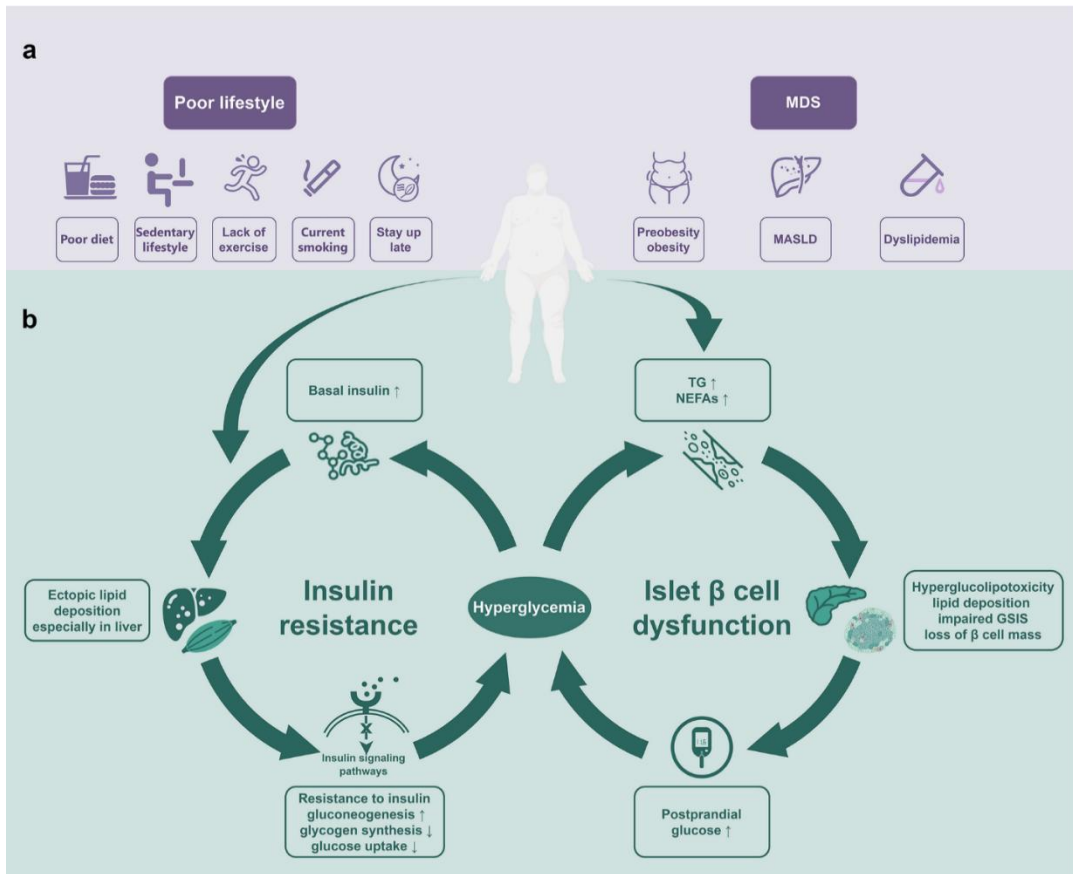 a
Poor lifestyle
MDS
Poor diet
Sedentary
lifestyle
Lack of
exercise
Current
smoking
Stay up
late
Preobesity
obesity
MASLD
Dyslipidemia
b
Basal insulin ↑
TG ↑
NEFAs ↑
Ectopic lipid
deposition
especially in liver
Insulin
resistance
Hyperglycemia
Islet β cell
dysfunction
Hyperglucolipotoxicity
lipid deposition
impaired GSIS
loss of β cell mass
Insulin signaling
pathways
Resistance to insulin
gluconeogenesis ↑
glycogen synthesis ↓
glucose uptake ↓
Postprandial
glucose ↑